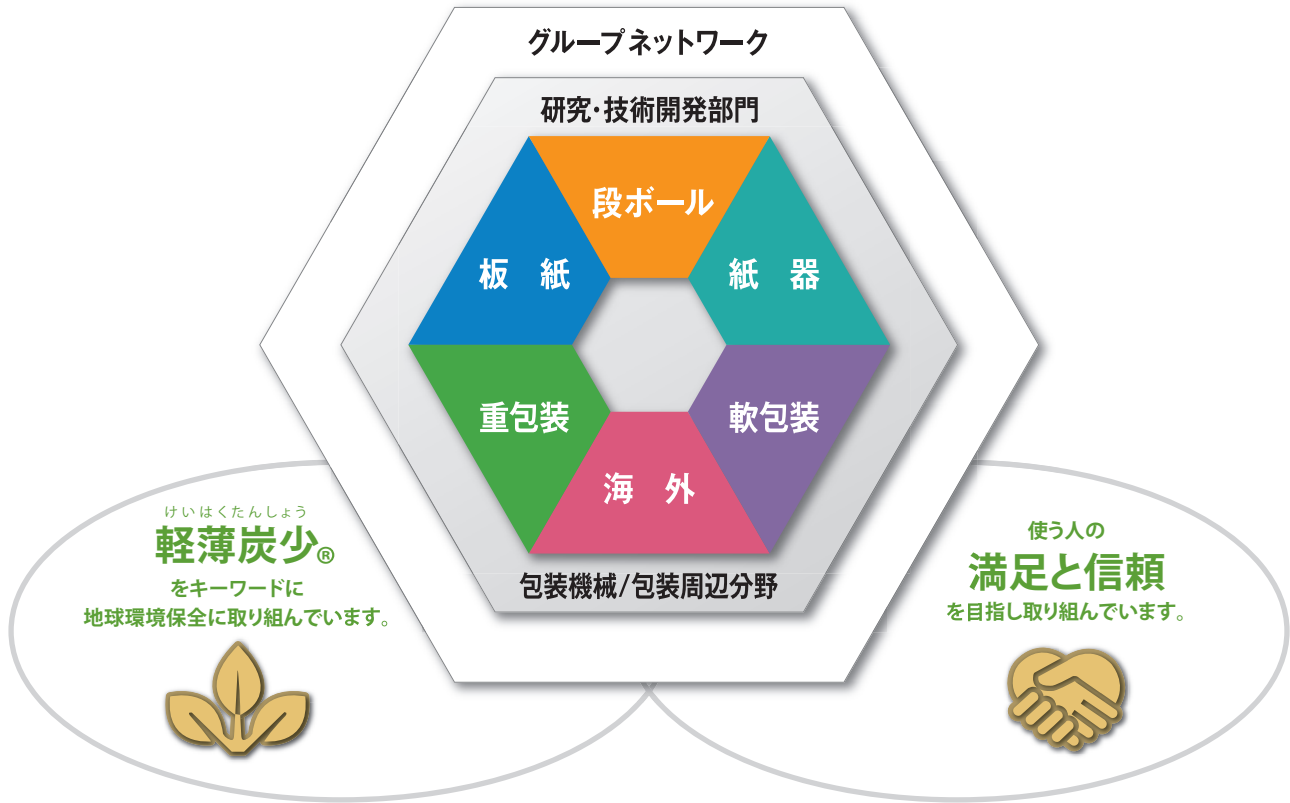 グループネットワーク
研究・技術開発部門
段ボール
板　紙
紙　器
重包装
軟包装
海　外
包装機械/包装周辺分野
けいはくたんしょう
軽薄炭少®
をキーワードに
地球環境保全に取り組んでいます。
使う人の
満足と信頼
を目指し取り組んでいます。